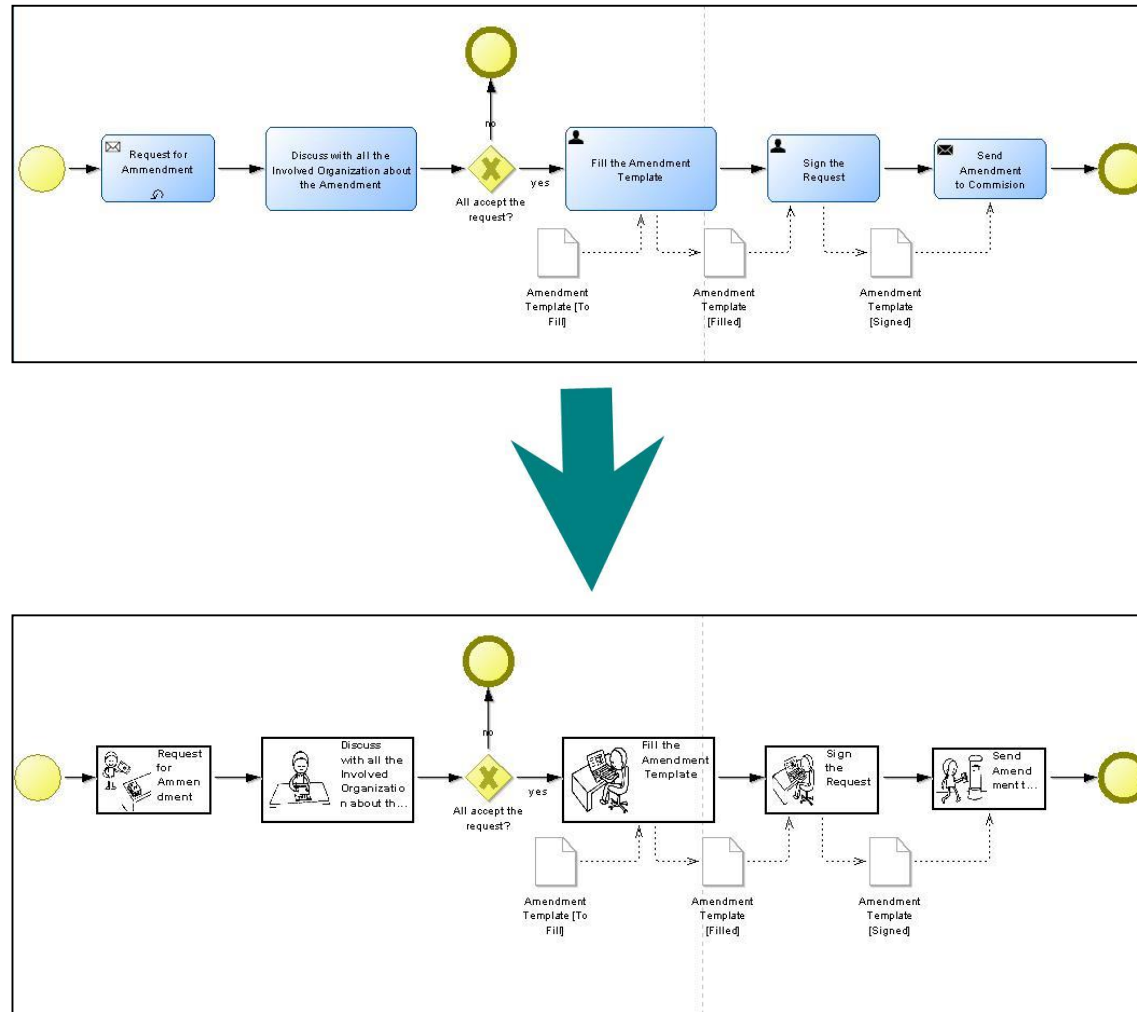 no
Request for
Ammendment
Discuss with all the
Involved Organization about
the Amendment
Fill the Amendment
Template
Sign the
Request
Send
Amendment
to Commision
yes
All accept the
request?
Amendment
Template [To
Fill]
Amendment
Template
[Filled]
Amendment
Template
[Signed]
no
Request
for
Ammen
dment
Discuss
with all the
Involved
Organizatio
n about th...
Fill the
Amendment
Template
Sign
the
Request
Send
Amend
ment t...
yes
All accept the
request?
Amendment
Template [To
Fill]
Amendment
Template
[Filled]
Amendment
Template
[Signed]